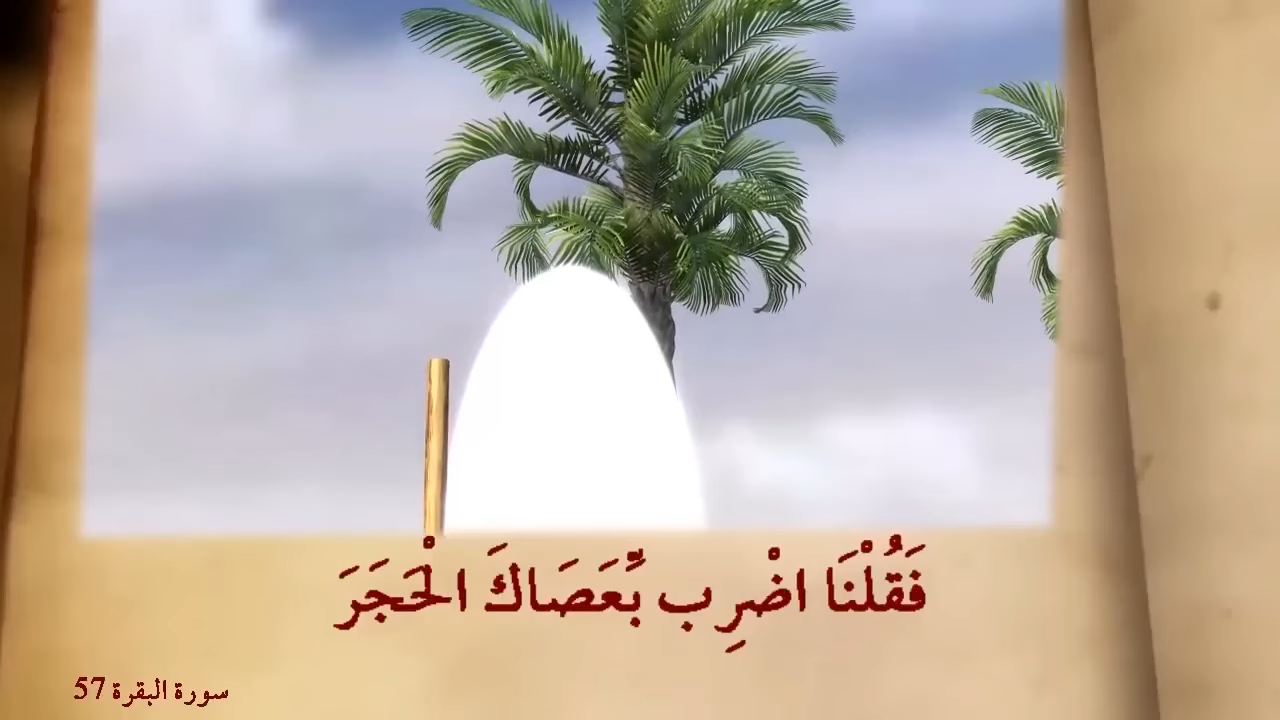 فَقُلْنَا اضْرِب بِّعَصَاكَ الْحَجَرَ
سورة البقرة 57